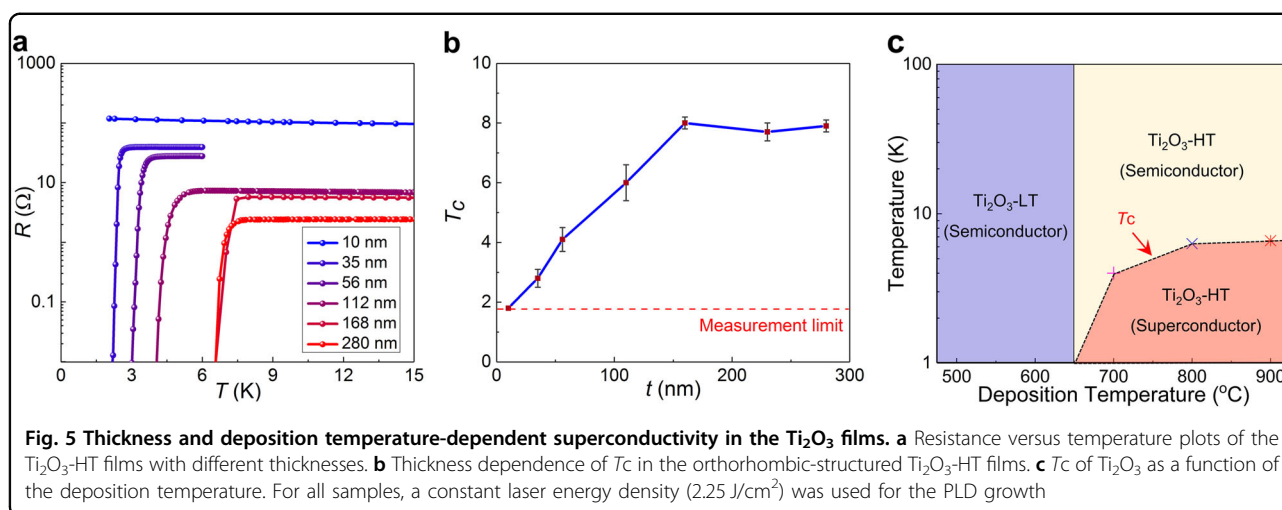 a
1000
10
0.1
R (Ω)
0
3
6
9
12
15
T (K)
10 nm
35 nm
56 nm
112 nm
168 nm
280 nm
b
10
8
6
4
2
0
Tc
0
100
200
300
t (nm)
Measurement limit
c
100
10
1
Temperature (K)
Ti₂O₃-LT
(Semiconductor)
Ti₂O₃-HT
(Semiconductor)
Tc
Ti₂O₃-HT
(Superconductor)
500
600
700
800
900
Deposition Temperature (°C)
Fig. 5 Thickness and deposition temperature-dependent superconductivity in the Ti₂O₃ films. a Resistance versus temperature plots of the
Ti₂O₃-HT films with different thicknesses. b Thickness dependence of Tc in the orthorhombic-structured Ti₂O₃-HT films. c Tc of Ti₂O₃ as a function of
the deposition temperature. For all samples, a constant laser energy density (2.25 J/cm²) was used for the PLD growth